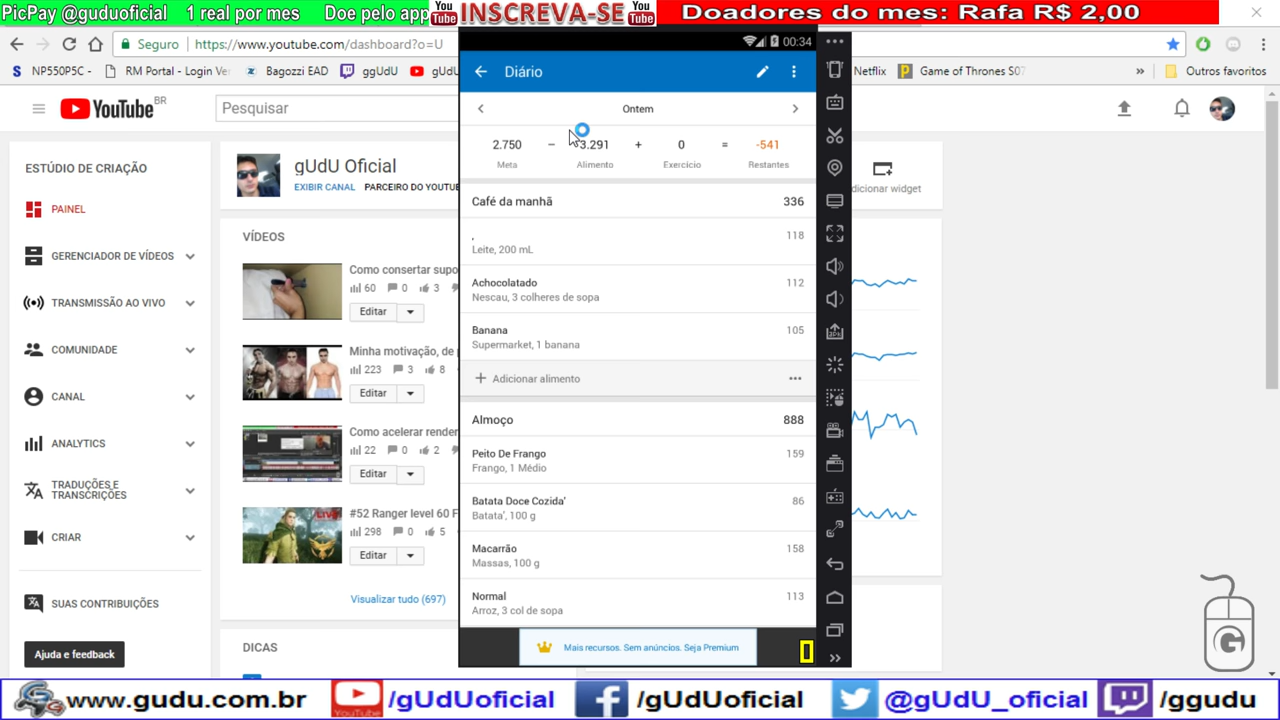 PicPay @guduoficial 1 real por mes Doe pelo app
You Tube INSCREVA-SE You Tube
Doadores do mes: Rafa R$ 2,00
Seguro https://www.youtube.com/dashboard?o=U
NP550P5C - RM Portal - Login Ver Bagozzi EAD ggUdU gUdU
Netflix Game of Thrones S07 » Outros favoritos
YouTube BR
Pesquisar
ESTÚDIO DE CRIAÇÃO
PAINEL
GERENCIADOR DE VÍDEOS
TRANSMISSÃO AO VIVO
COMUNIDADE
CANAL
ANALYTICS
TRADUÇÕES E
TRANSCRIÇÕES
CRIAR
SUAS CONTRIBUIÇÕES
Ajuda e feedback
gUdU Oficial
EXIBIR CANAL PARCEIRO DO YOUTUBE
VÍDEOS
Como consertar supo
60 0 3
Editar
Minha motivação, de p
223 3 8
Editar
Como acelerar render
22 0 2
Editar
#52 Ranger level 60 F
298 0 5
Editar
Visualizar tudo (697)
DICAS
00:34
Diário
Ontem
2.750 − 3.291 + 0 = -541
Meta Alimento Exercício Restantes
Café da manhã 336
, 118
Leite, 200 mL
Achocolatado 112
Nescau, 3 colheres de sopa
Banana 105
Supermarket, 1 banana
+ Adicionar alimento
Almoço 888
Peito De Frango 159
Frango, 1 Médio
Batata Doce Cozida' 86
Batata', 100 g
Macarrão 158
Massas, 100 g
Normal 113
Arroz, 3 col de sopa
Mais recursos. Sem anúncios. Seja Premium
dicionar widget
G
www.gudu.com.br YouTube /gUdUoficial /gUdUoficial @gUdU_oficial /ggudu